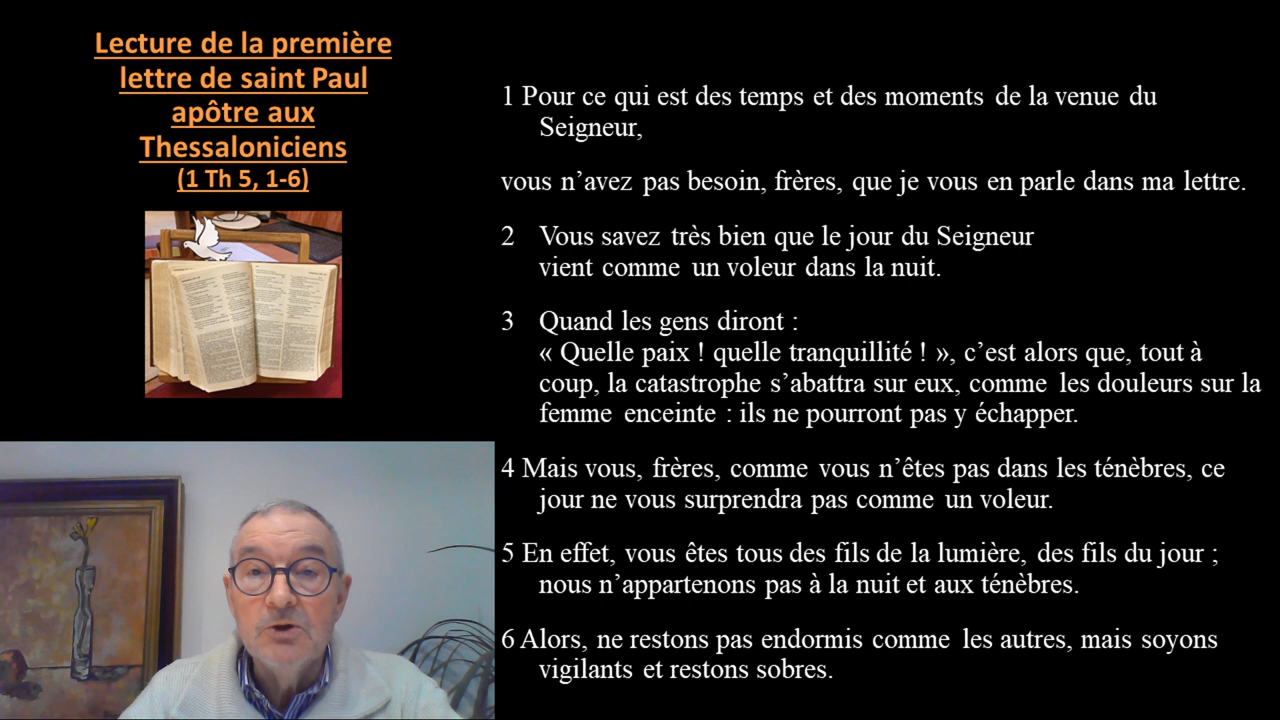 Lecture de la première
lettre de saint Paul
apôtre aux
Thessaloniciens
(1 Th 5, 1-6)
1 Pour ce qui est des temps et des moments de la venue du
Seigneur,
vous n’avez pas besoin, frères, que je vous en parle dans ma lettre.
2 Vous savez très bien que le jour du Seigneur
vient comme un voleur dans la nuit.
3 Quand les gens diront :
« Quelle paix ! quelle tranquillité ! », c’est alors que, tout à
coup, la catastrophe s’abattra sur eux, comme les douleurs sur la
femme enceinte : ils ne pourront pas y échapper.
4 Mais vous, frères, comme vous n’êtes pas dans les ténèbres, ce
jour ne vous surprendra pas comme un voleur.
5 En effet, vous êtes tous des fils de la lumière, des fils du jour ;
nous n’appartenons pas à la nuit et aux ténèbres.
6 Alors, ne restons pas endormis comme les autres, mais soyons
vigilants et restons sobres.